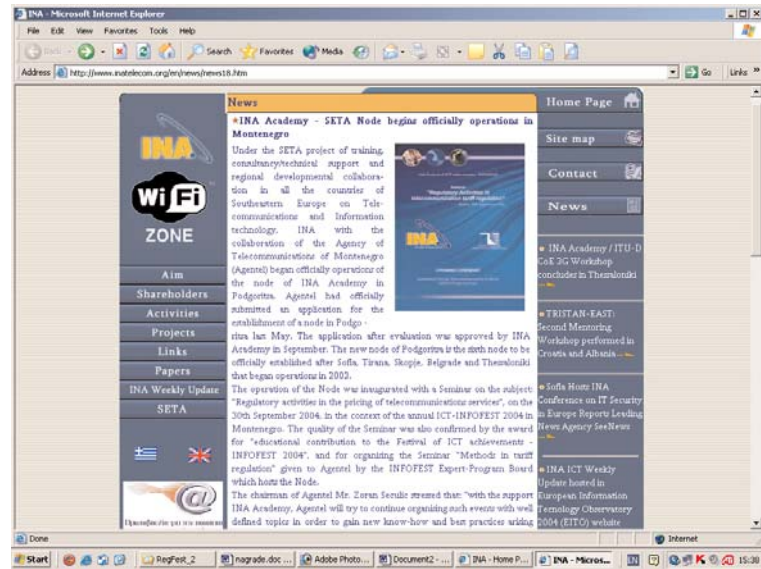 INA - Microsoft Internet Explorer
File Edit View Favorites Tools Help
Back Search Favorites Media
Address http://www.inatelecom.org/en/news/news18.htm Go Links »
INA
Wi Fi
ZONE
Aim
Shareholders
Activities
Projects
Links
Papers
INA Weekly Update
SETA
@
News
INA Academy - SETA Node begins officially operations in
Montenegro
Under the SETA project of training,
consultancy/technical support and
regional developmental collabora-
tion in all the countries of
Southeastern Europe on Tele-
communications and Information
technology, INA with the
collaboration of the Agency of
Telecommunications of Montenegro
(Agentel) began officially operations of
the node of INA Academy in
Podgoritsa. Agentel had officially
submitted an application for the
establishment of a node in Podgo -
ritsa last May. The application after evaluation was approved by INA
Academy in September. The new node of Podgoritsa is the sixth node to be
officially established after Sofia, Tirana, Skopje, Belgrade and Thessaloniki
that began operations in 2003.
The operation of the Node was inaugurated with a Seminar on the subject:
"Regulatory activities in the pricing of telecommunications services", on the
30th September 2004, in the context of the annual ICT-INFOFEST 2004 in
Montenegro. The quality of the Seminar was also confirmed by the award
for "educational contribution to the Festival of ICT achievements -
INFOFEST 2004", and for organizing the Seminar "Methods in tariff
regulation" given to Agentel by the INFOFEST Expert-Program Board
which hosts the Node.
The chairman of Agentel Mr. Zoran Sekulic stressed that: "with the support
INA Academy, Agentel will try to continue organizing such events with well
defined topics in order to gain new know-how and best practices arising
"Regulatory Activities in
telecommunication tariff regulation"
INA
Home Page
Site map
Contact
News
INA Academy / ITU-D
CoE 3G Workshop
concludes in Thessaloniki
TRISTAN-EAST:
Second Mentoring
Workshop performed in
Croatia and Albania
Sofia Hosts INA
Conference on IT Security
in Europe Reports Leading
News Agency SeeNews
INA ICT Weekly
Update hosted in
European Information
Technology Observatory
2004 (EITO) website
Done Internet
Start RegFest_2 nagrade.doc ... Adobe Photo... Document2 - ... INA - Home P... INA - Micros... EN 15:38